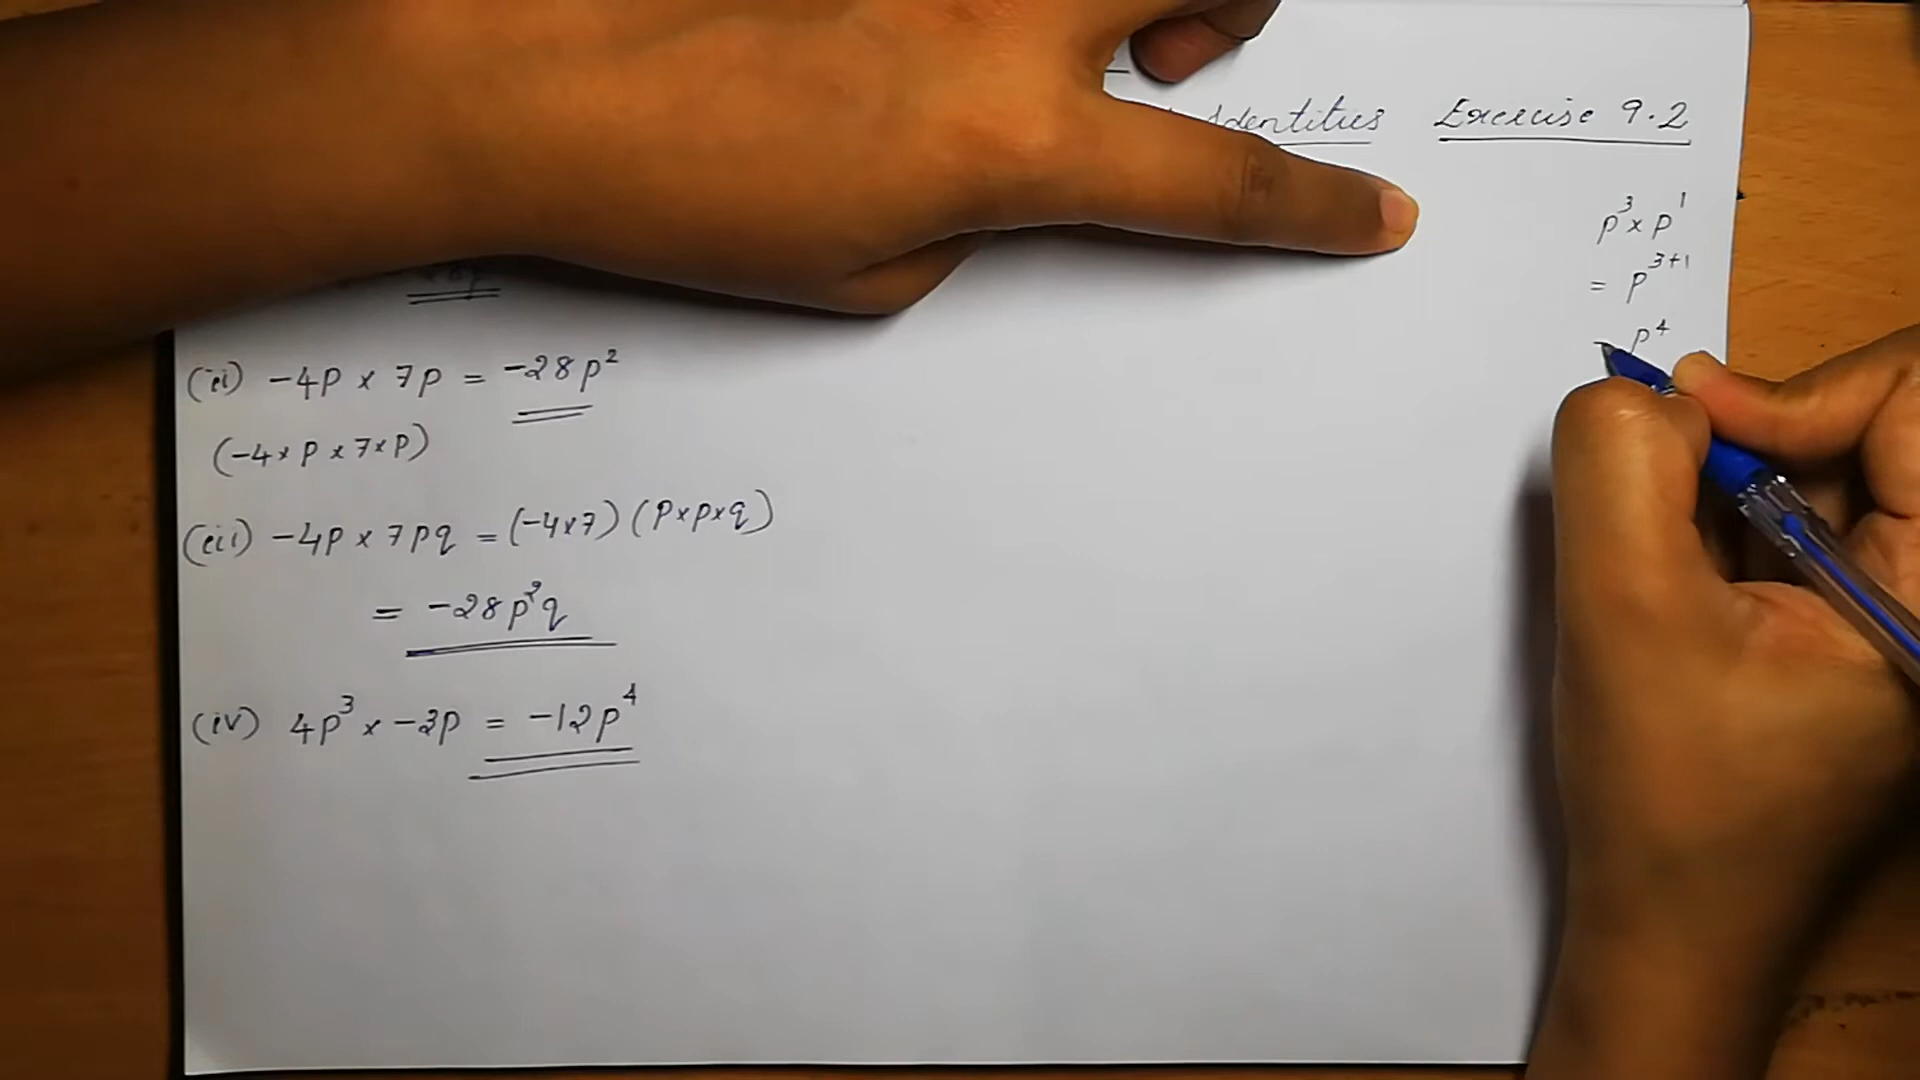 Identities Exercise 9.2
p³ × p¹
= p³⁺¹
= p⁴
(ii) -4p × 7p = -28p²
(-4 × p × 7 × p)
(iii) -4p × 7pq = (-4×7) (p×p×q)
= -28p²q
(iv) 4p³ × -3p = -12p⁴